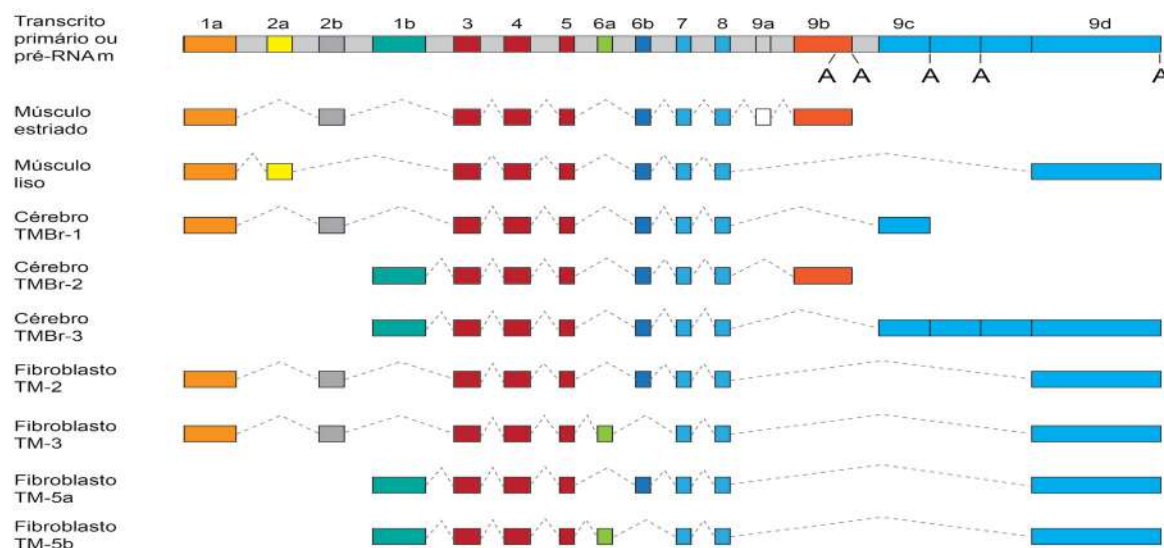 1a 2a 2b 1b 3 4 5 6a 6b 7 8 9a 9b 9c 9d
Transcrito
primário ou
pré-RNAm
A A A A A
Músculo
estriado
Músculo
liso
Cérebro
TMBr-1
Cérebro
TMBr-2
Cérebro
TMBr-3
Fibroblasto
TM-2
Fibroblasto
TM-3
Fibroblasto
TM-5a
Fibroblasto
TM-5b